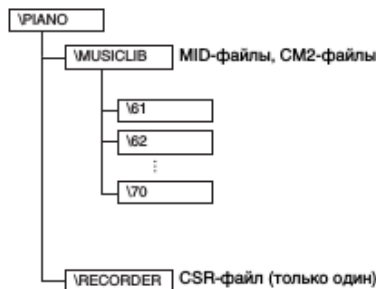 \PIANO
\MUSICLIB MID-файлы, CM2-файлы
\61
\62
⋮
\70
\RECORDER CSR-файл (только один)